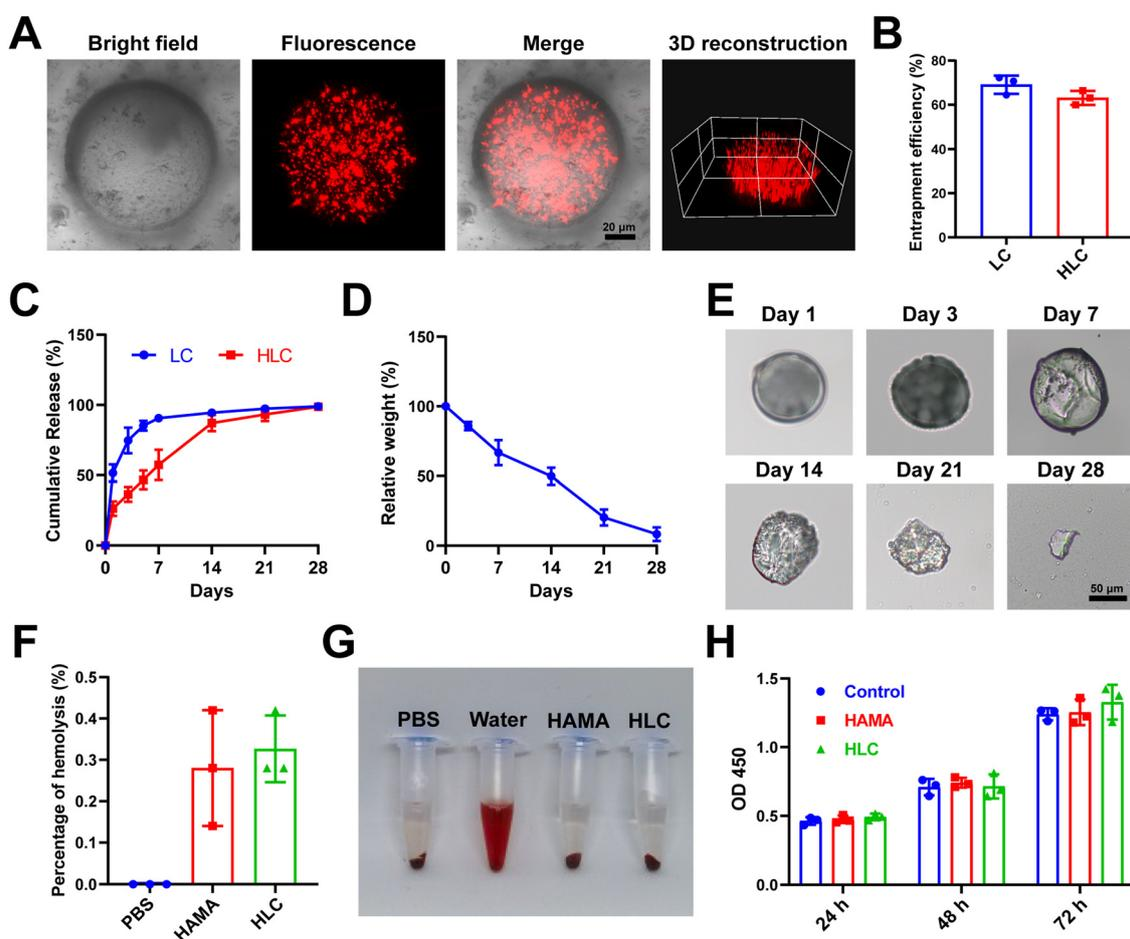 A
Bright field
Fluorescence
Merge
3D reconstruction
20 μm
B
Entrapment efficiency (%)
80
60
40
20
0
LC
HLC
C
Cumulative Release (%)
150
100
50
0
LC
HLC
0 7 14 21 28
Days
D
Relative weight (%)
150
100
50
0
0 7 14 21 28
Days
E
Day 1
Day 3
Day 7
Day 14
Day 21
Day 28
50 μm
F
Percentage of hemolysis (%)
0.5
0.4
0.3
0.2
0.1
0.0
PBS
HAMA
HLC
G
PBS
Water
HAMA
HLC
H
OD 450
1.5
1.0
0.5
0.0
Control
HAMA
HLC
24 h
48 h
72 h